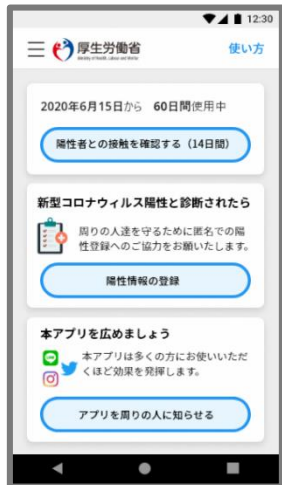 12:30
厚生労働省
Ministry of Health, Labour and Welfare
使い方
2020年6月15日から 60日間使用中
陽性者との接触を確認する(14日間)
新型コロナウィルス陽性と診断されたら
周りの人達を守るために匿名での陽
性登録へのご協力をお願いいたします。
陽性情報の登録
本アプリを広めましょう
本アプリは多くの方にお使いいただ
くほど効果を発揮します。
アプリを周りの人に知らせる